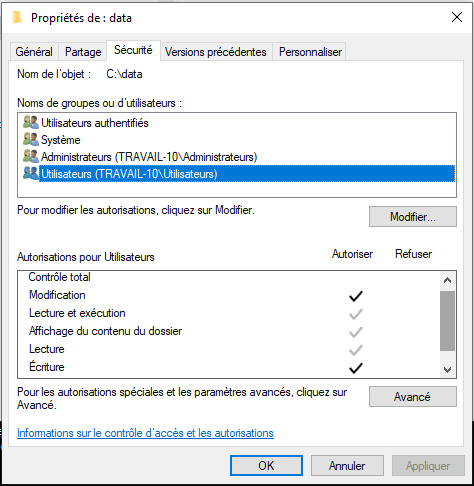 Propriétés de : data
Général Partage Sécurité Versions précédentes Personnaliser
Nom de l'objet : C:\data
Noms de groupes ou d'utilisateurs :
Utilisateurs authentifiés
Système
Administrateurs (TRAVAIL-10\Administrateurs)
Utilisateurs (TRAVAIL-10\Utilisateurs)
Pour modifier les autorisations, cliquez sur Modifier.
Modifier...
Autorisations pour Utilisateurs Autoriser Refuser
Contrôle total
Modification
Lecture et exécution
Affichage du contenu du dossier
Lecture
Écriture
Pour les autorisations spéciales et les paramètres avancés, cliquez sur
Avancé.
Avancé
Informations sur le contrôle d'accès et les autorisations
OK Annuler Appliquer